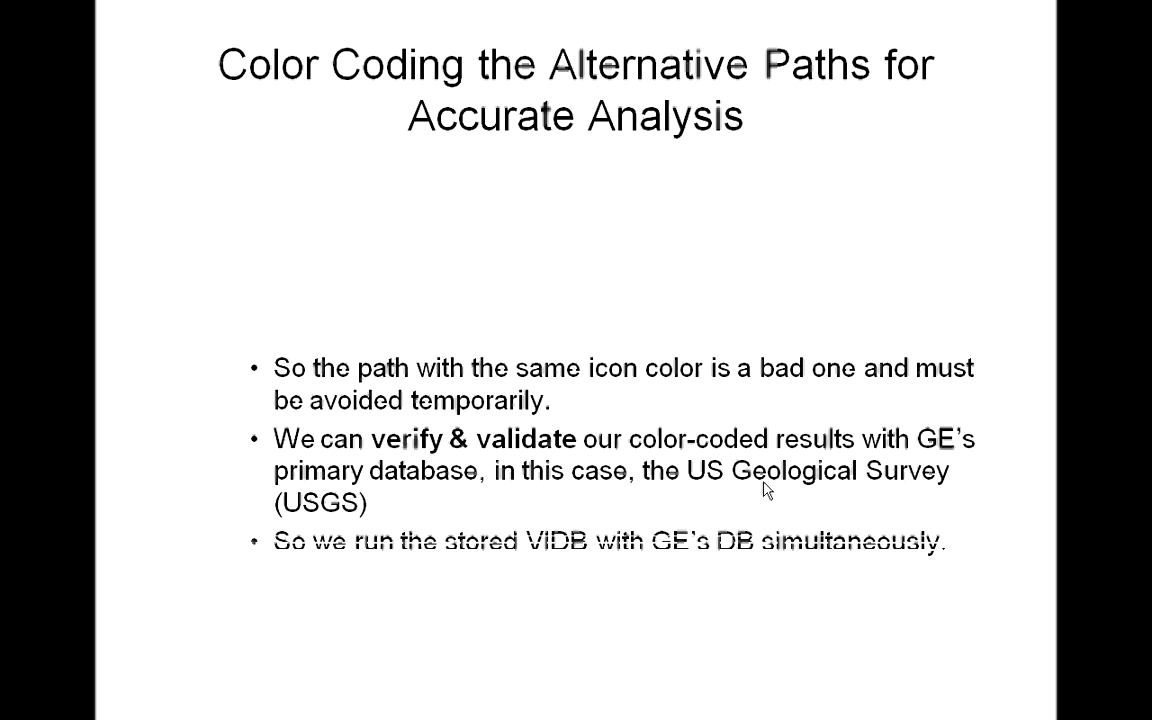 Color Coding the Alternative Paths for
Accurate Analysis
• So the path with the same icon color is a bad one and must
be avoided temporarily.
• We can verify & validate our color-coded results with GE's
primary database, in this case, the US Geological Survey
(USGS)
• So we run the stored VIDB with GE's DB simultaneously.